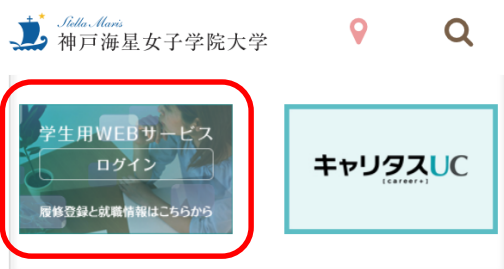 Stella Maris
神戸海星女子学院大学
学生用WEBサービス
ログイン
履修登録と就職情報はこちらから
キャリタスUC
[career+]